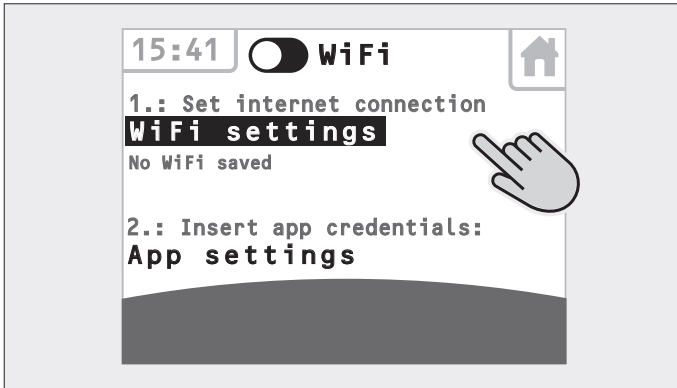 15:41 WiFi
1.: Set internet connection
WiFi settings
No WiFi saved
2.: Insert app credentials:
App settings